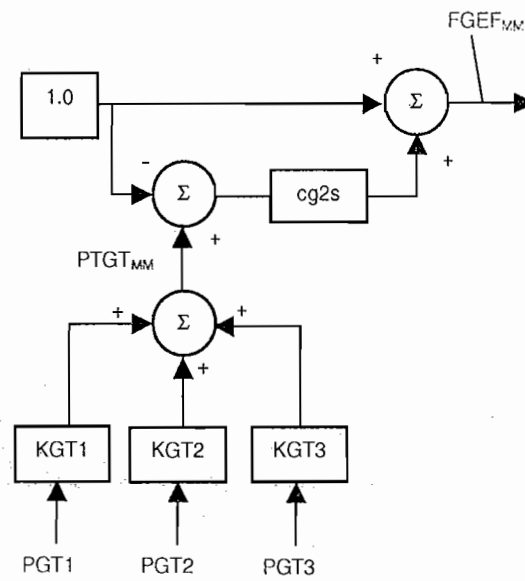 FGEF_MM
+
1.0
Σ
-
+
Σ
cg2s
+
PTGT_MM
+
Σ
+
+
KGT1
KGT2
KGT3
PGT1
PGT2
PGT3